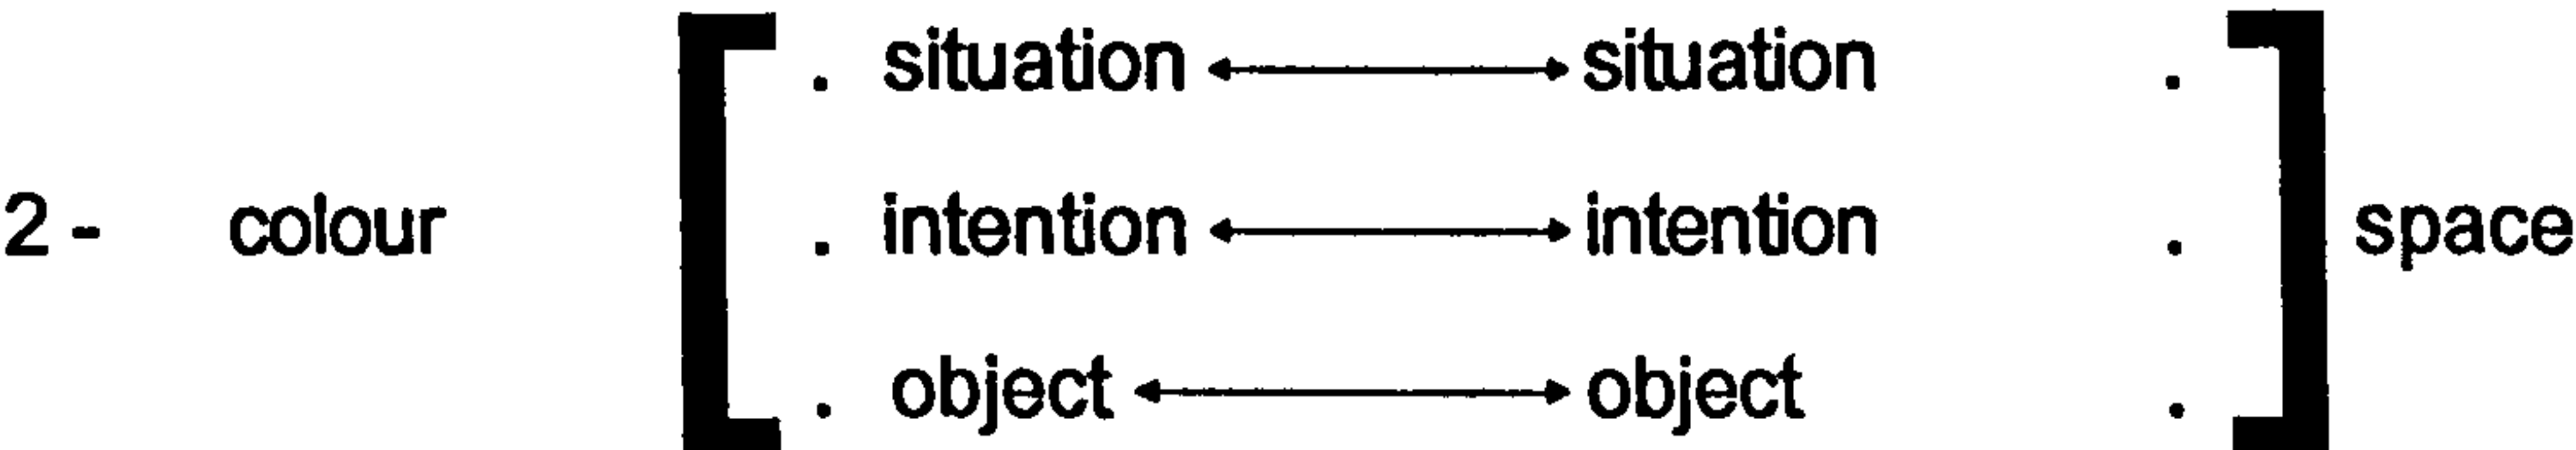 . situation ↔ situation .
2 - colour [ . intention ↔ intention . ] space
. object ↔ object .